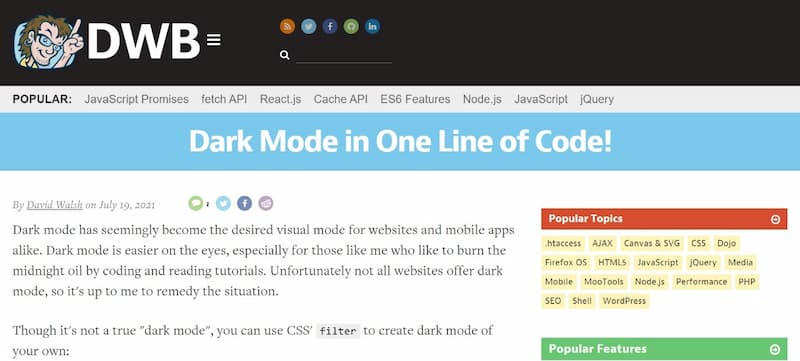 DWB
POPULAR: JavaScript Promises fetch API React.js Cache API ES6 Features Node.js JavaScript jQuery
Dark Mode in One Line of Code!
By David Walsh on July 19, 2021 1
Dark mode has seemingly become the desired visual mode for websites and mobile apps
alike. Dark mode is easier on the eyes, especially for those like me who like to burn the
midnight oil by coding and reading tutorials. Unfortunately not all websites offer dark
mode, so it's up to me to remedy the situation.
Though it's not a true "dark mode", you can use CSS' filter to create dark mode of
your own:
Popular Topics
.htaccess AJAX Canvas & SVG CSS Dojo
Firefox OS HTML5 JavaScript jQuery Media
Mobile MooTools Node.js Performance PHP
SEO Shell WordPress
Popular Features